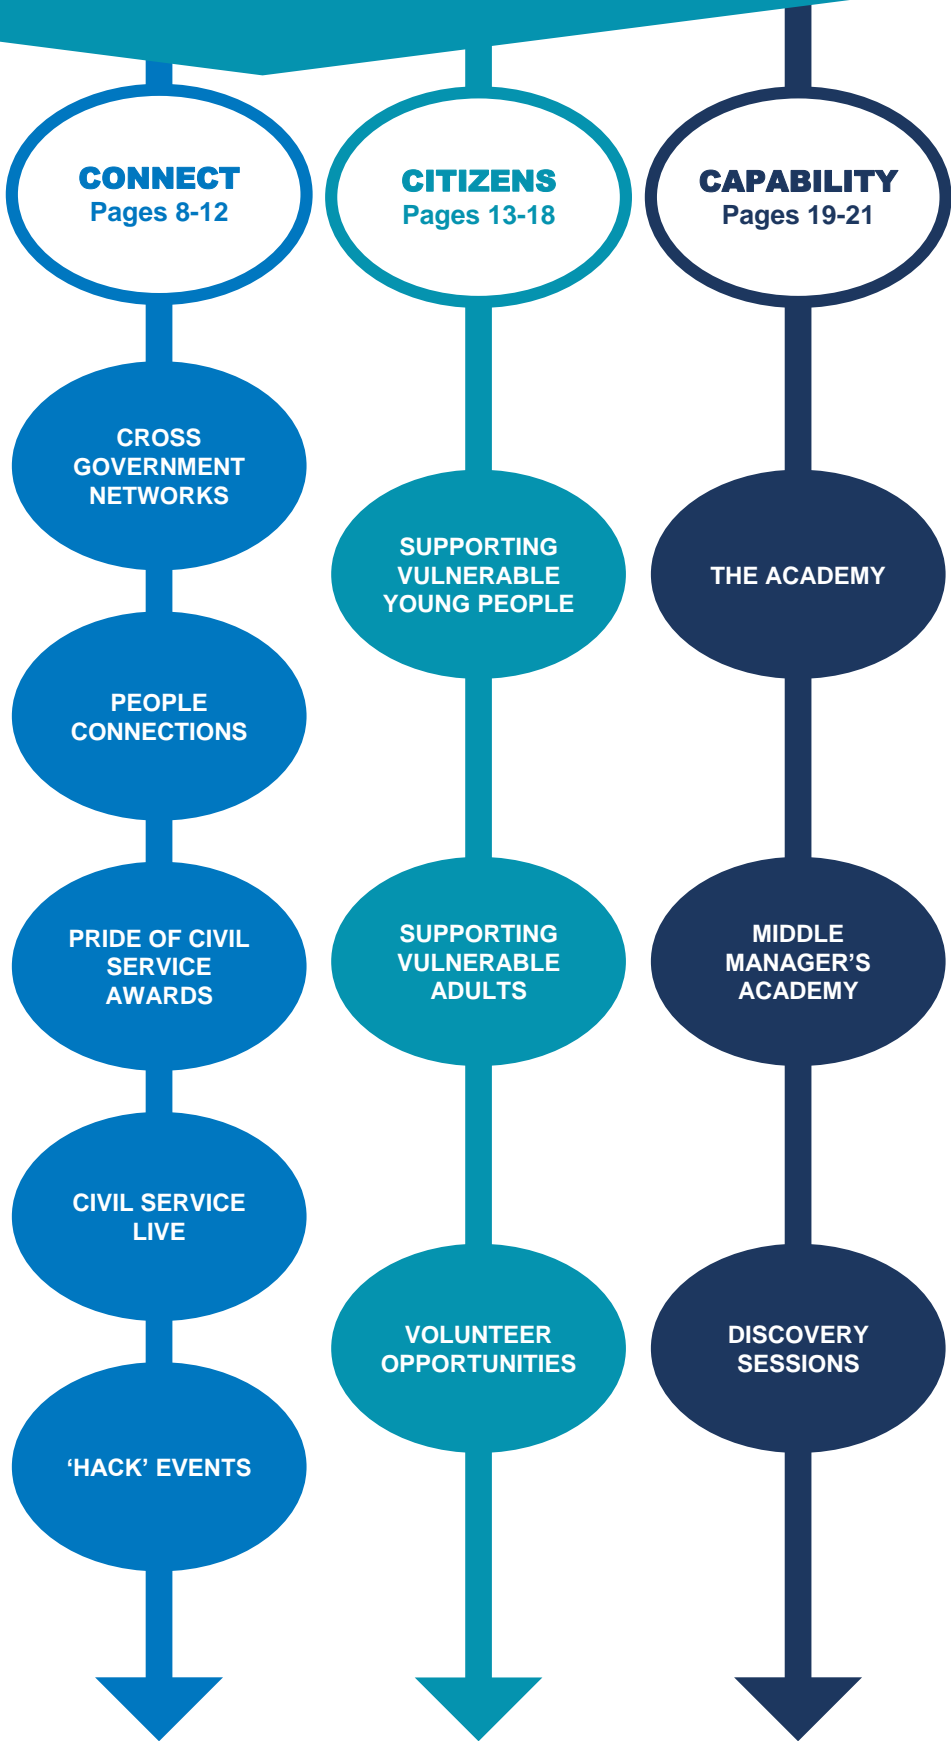 CONNECT
Pages 8-12
CROSS
GOVERNMENT
NETWORKS
PEOPLE
CONNECTIONS
PRIDE OF CIVIL
SERVICE
AWARDS
CIVIL SERVICE
LIVE
‘HACK’ EVENTS
CITIZENS
Pages 13-18
SUPPORTING
VULNERABLE
YOUNG PEOPLE
SUPPORTING
VULNERABLE
ADULTS
VOLUNTEER
OPPORTUNITIES
CAPABILITY
Pages 19-21
THE ACADEMY
MIDDLE
MANAGER’S
ACADEMY
DISCOVERY
SESSIONS